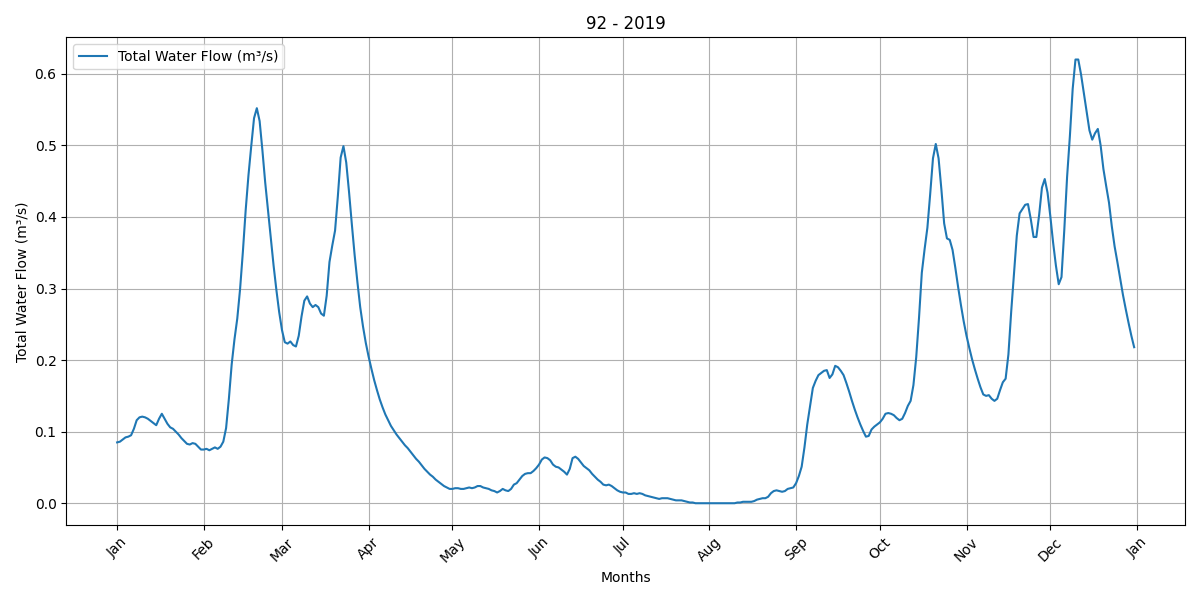 92 - 2019
Total Water Flow (m³/s)
Total Water Flow (m³/s)
0.6
0.5
0.4
0.3
0.2
0.1
0.0
Jan Feb Mar Apr May Jun Jul Aug Sep Oct Nov Dec Jan
Months